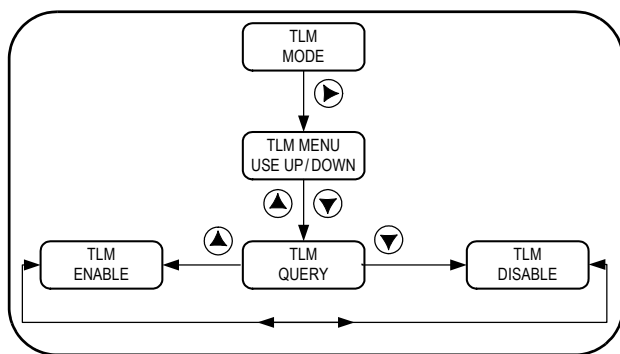 TLM
MODE
TLM MENU
USE UP/DOWN
TLM
ENABLE
TLM
QUERY
TLM
DISABLE